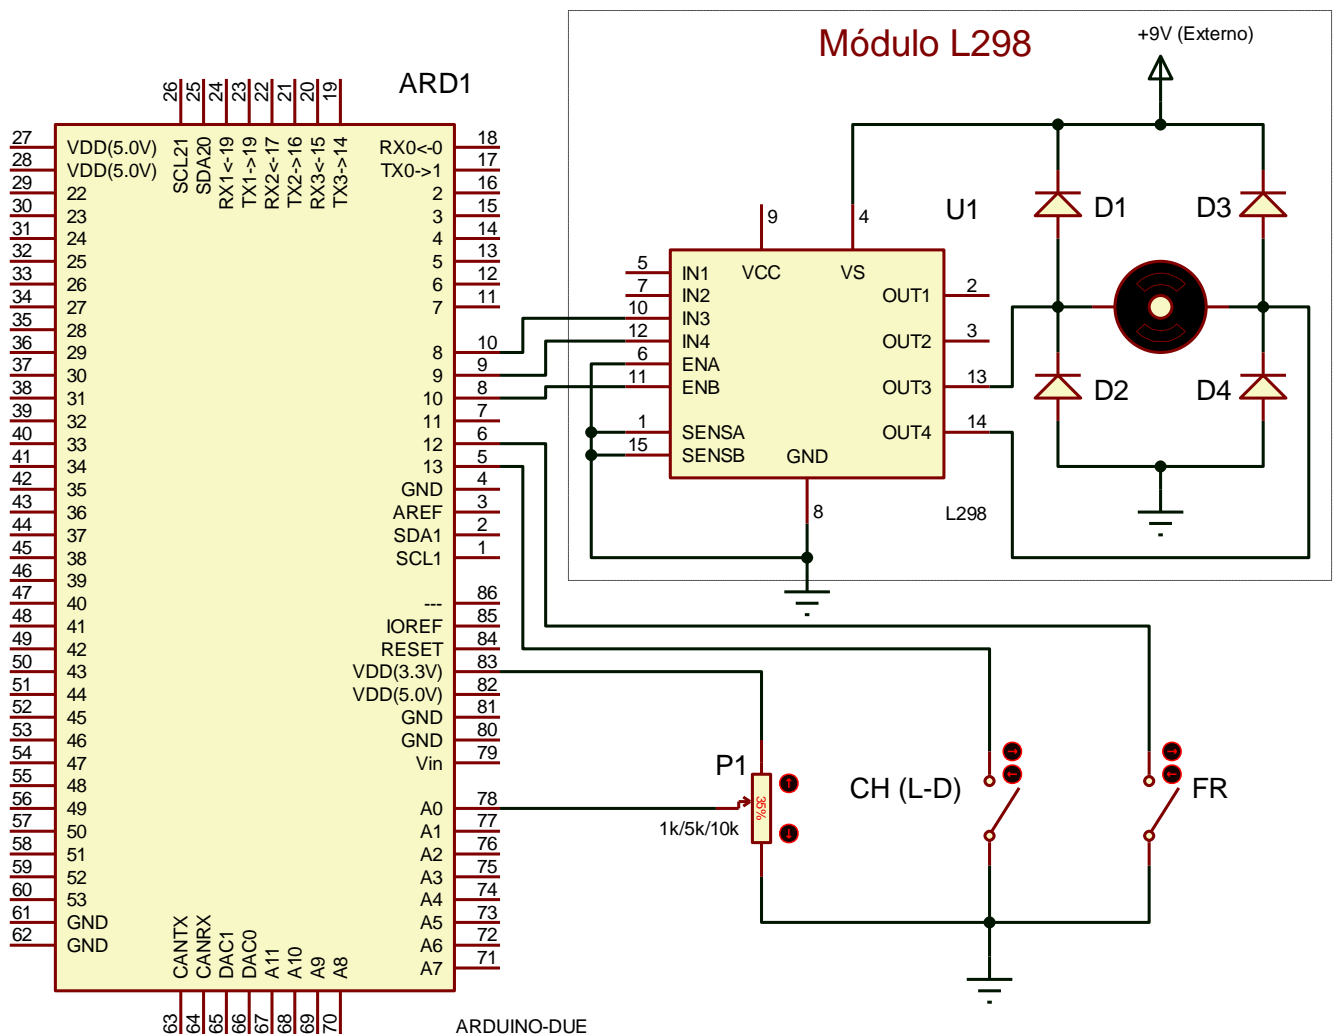 Módulo L298
+9V (Externo)
ARD1
26
25
24
23
22
21
20
19
SCL21
SDA20
RX1<-19
TX1->19
RX2<-17
TX2->16
RX3<-15
TX3->14
27
VDD(5.0V)
28
VDD(5.0V)
29
22
30
23
31
24
32
25
33
26
34
27
35
28
36
29
37
30
38
31
39
32
40
33
41
34
42
35
43
36
44
37
45
38
46
39
47
40
48
41
49
42
50
43
51
44
52
45
53
46
54
47
55
48
56
49
57
50
58
51
59
52
60
53
61
GND
62
GND
RX0<-0
18
TX0->1
17
2
16
3
15
4
14
5
13
6
12
7
11
8
10
9
9
10
8
11
7
12
6
13
5
GND
4
AREF
3
SDA1
2
SCL1
1
---
86
IOREF
85
RESET
84
VDD(3.3V)
83
VDD(5.0V)
82
GND
81
GND
80
Vin
79
A0
78
A1
77
A2
76
A3
75
A4
74
A5
73
A6
72
A7
71
CANTX
CANRX
DAC1
DAC0
A11
A10
A9
A8
63
64
65
66
67
68
69
70
ARDUINO-DUE
U1
9
4
VCC
VS
5
IN1
7
IN2
10
IN3
12
IN4
6
ENA
11
ENB
1
SENSA
15
SENSB
OUT1
2
OUT2
3
OUT3
13
OUT4
14
GND
8
L298
D1
D3
D2
D4
P1
35%
1k/5k/10k
CH (L-D)
FR